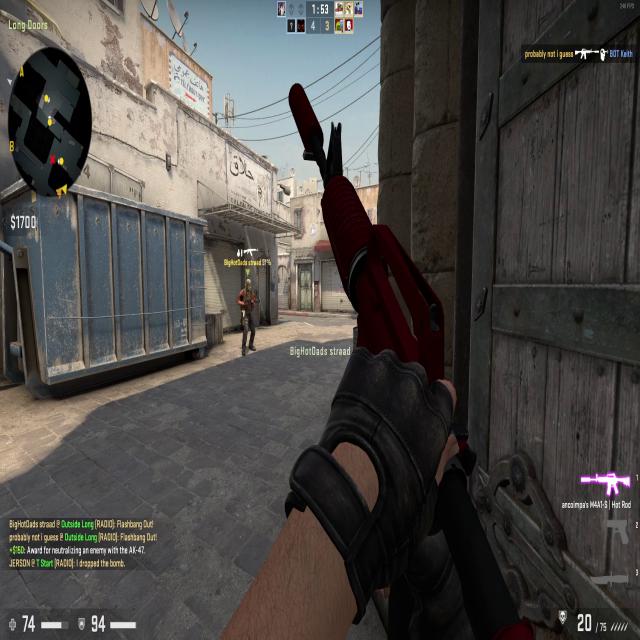 Long Doors
A
B
$1700
1:53
1
4 3
240 FPS
probably not i guess BOT Keith
حلاق
BigHotDads straad
BigHotDads straad @ Outside Long [RADIO]: Flashbang Out!
probably not i guess @ Outside Long [RADIO]: Flashbang Out!
+$150: Award for neutralizing an enemy with the AK-47.
JERSON @ T Start [RADIO]: I dropped the bomb.
1
ancoimpa's M4A1-S | Hot Rod
2
3
74
94
20 / 75